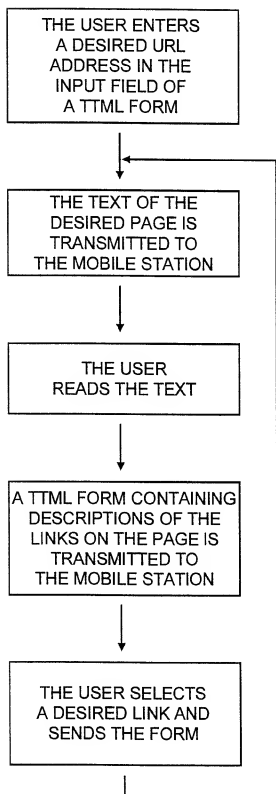 THE USER ENTERS
A DESIRED URL
ADDRESS IN THE
INPUT FIELD OF
A TTML FORM
THE TEXT OF THE
DESIRED PAGE IS
TRANSMITTED TO
THE MOBILE STATION
THE USER
READS THE TEXT
A TTML FORM CONTAINING
DESCRIPTIONS OF THE
LINKS ON THE PAGE IS
TRANSMITTED TO
THE MOBILE STATION
THE USER SELECTS
A DESIRED LINK AND
SENDS THE FORM